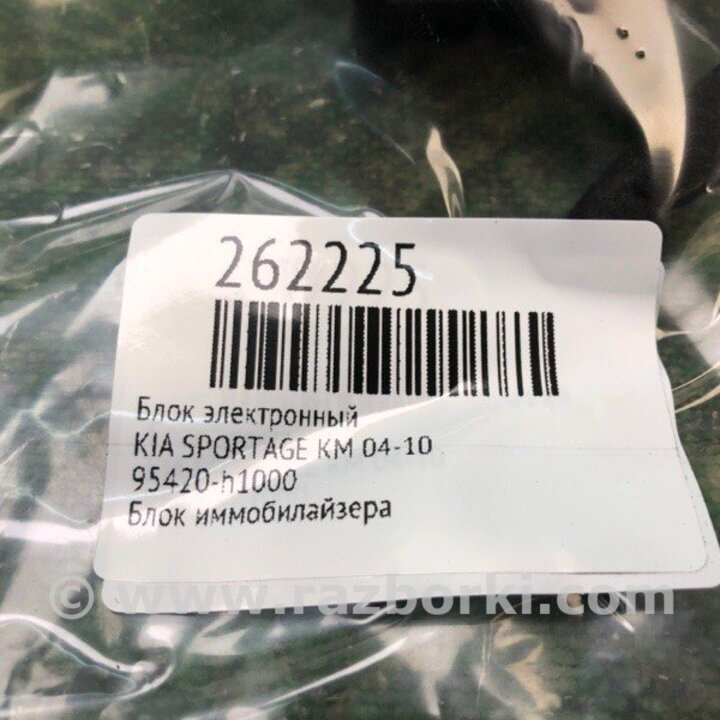 262225
Блок электронный
KIA SPORTAGE KM 04-10
95420-h1000
Блок иммобилайзера
© www.razborki.com